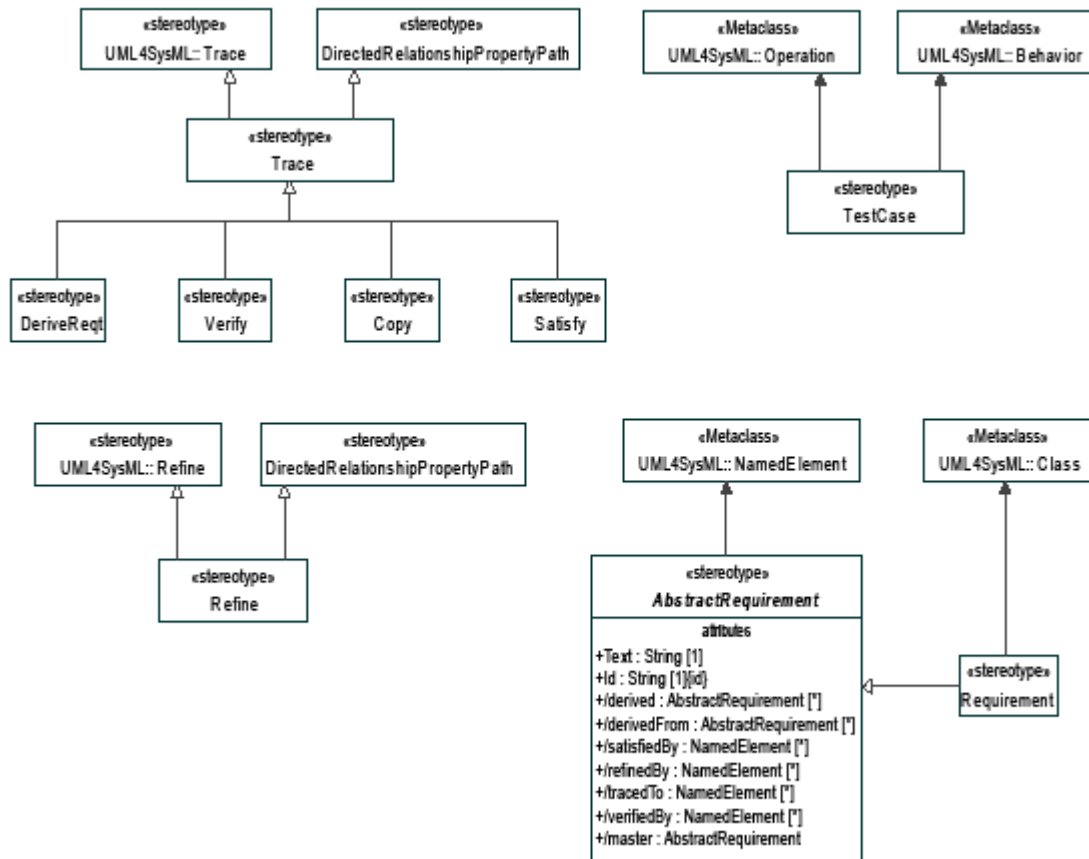 «stereotype»
UML4SysML:: Trace
«stereotype»
DirectedRelationshipPropertyPath
«Metaclass»
UML4SysML:: Operation
«Metaclass»
UML4SysML:: Behavior
«stereotype»
Trace
«stereotype»
TestCase
«stereotype»
DeriveReqt
«stereotype»
Verify
«stereotype»
Copy
«stereotype»
Satisfy
«stereotype»
UML4SysML:: Refine
«stereotype»
DirectedRelationshipPropertyPath
«Metaclass»
UML4SysML:: NamedElement
«Metaclass»
UML4SysML:: Class
«stereotype»
Refine
«stereotype»
AbstractRequirement
attributes
+Text : String [1]
+Id : String [1]{id}
+/derived : AbstractRequirement [*]
+/derivedFrom : AbstractRequirement [*]
+/satisfiedBy : NamedElement [*]
+/refinedBy : NamedElement [*]
+/tracedTo : NamedElement [*]
+/verifiedBy : NamedElement [*]
+/master : AbstractRequirement
«stereotype»
Requirement